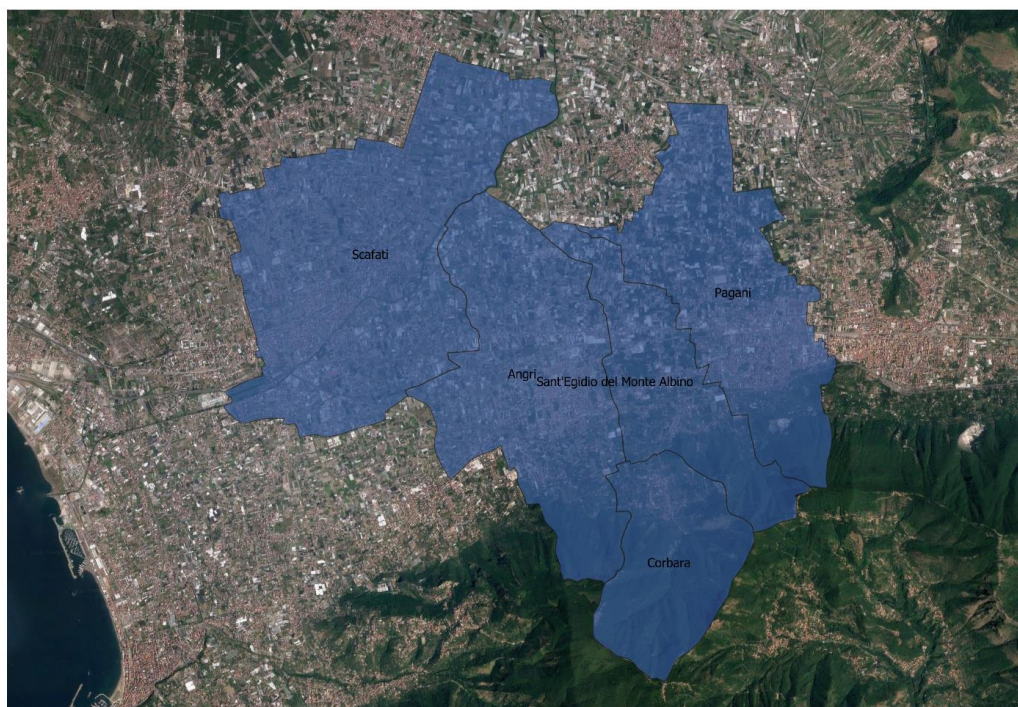 Scafati
Pagani
Angri
Sant'Egidio del Monte Albino
Corbara